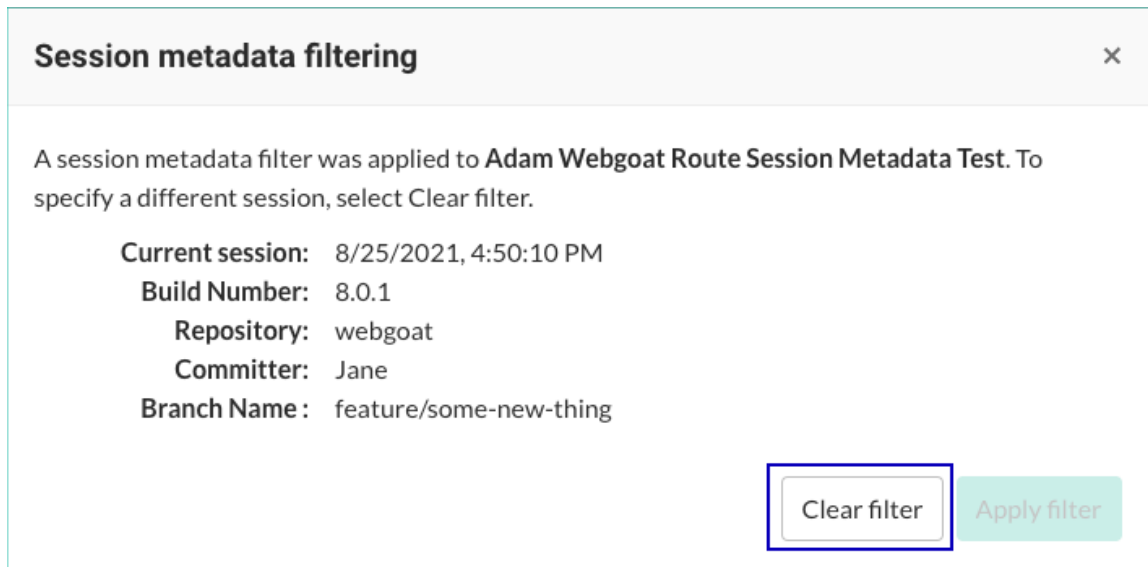 Session metadata filtering
×
A session metadata filter was applied to Adam Webgoat Route Session Metadata Test. To
specify a different session, select Clear filter.
Current session: 8/25/2021, 4:50:10 PM
Build Number: 8.0.1
Repository: webgoat
Committer: Jane
Branch Name : feature/some-new-thing
Clear filter Apply filter